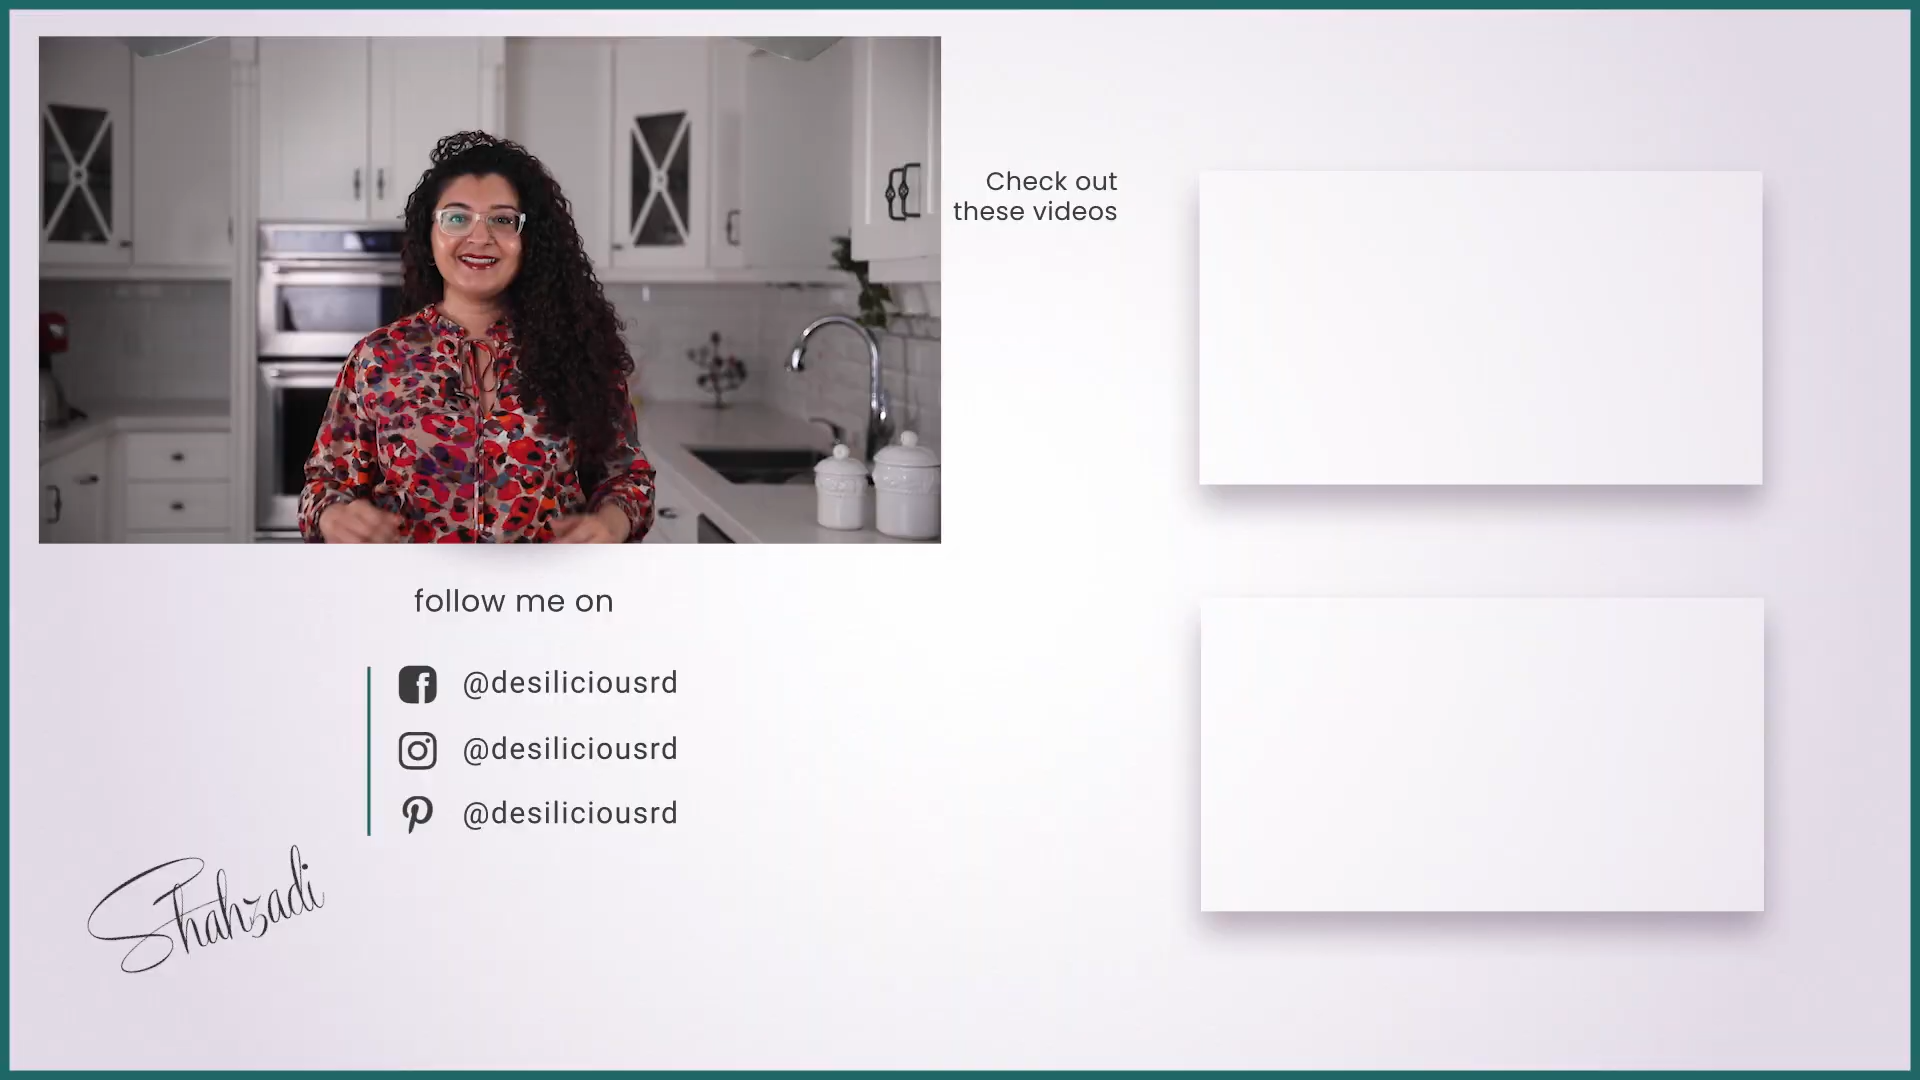 Check out
these videos
follow me on
@desiliciousrd
@desiliciousrd
@desiliciousrd
Shahzadi